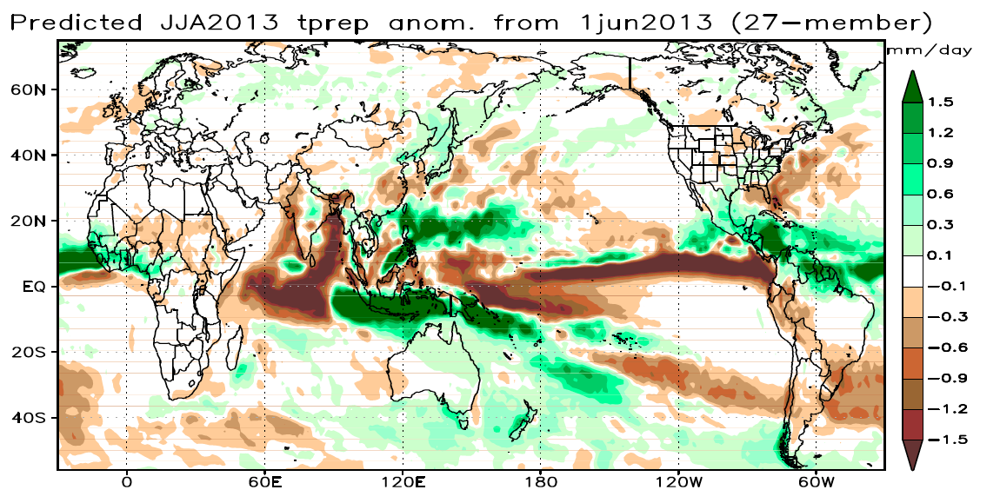 Predicted JJA2013 tprep anom. from 1jun2013 (27-member)
mm/day
60N
40N
20N
EQ
20S
40S
0
60E
120E
180
120W
60W
1.5
1.2
0.9
0.6
0.3
0.1
-0.1
-0.3
-0.6
-0.9
-1.2
-1.5